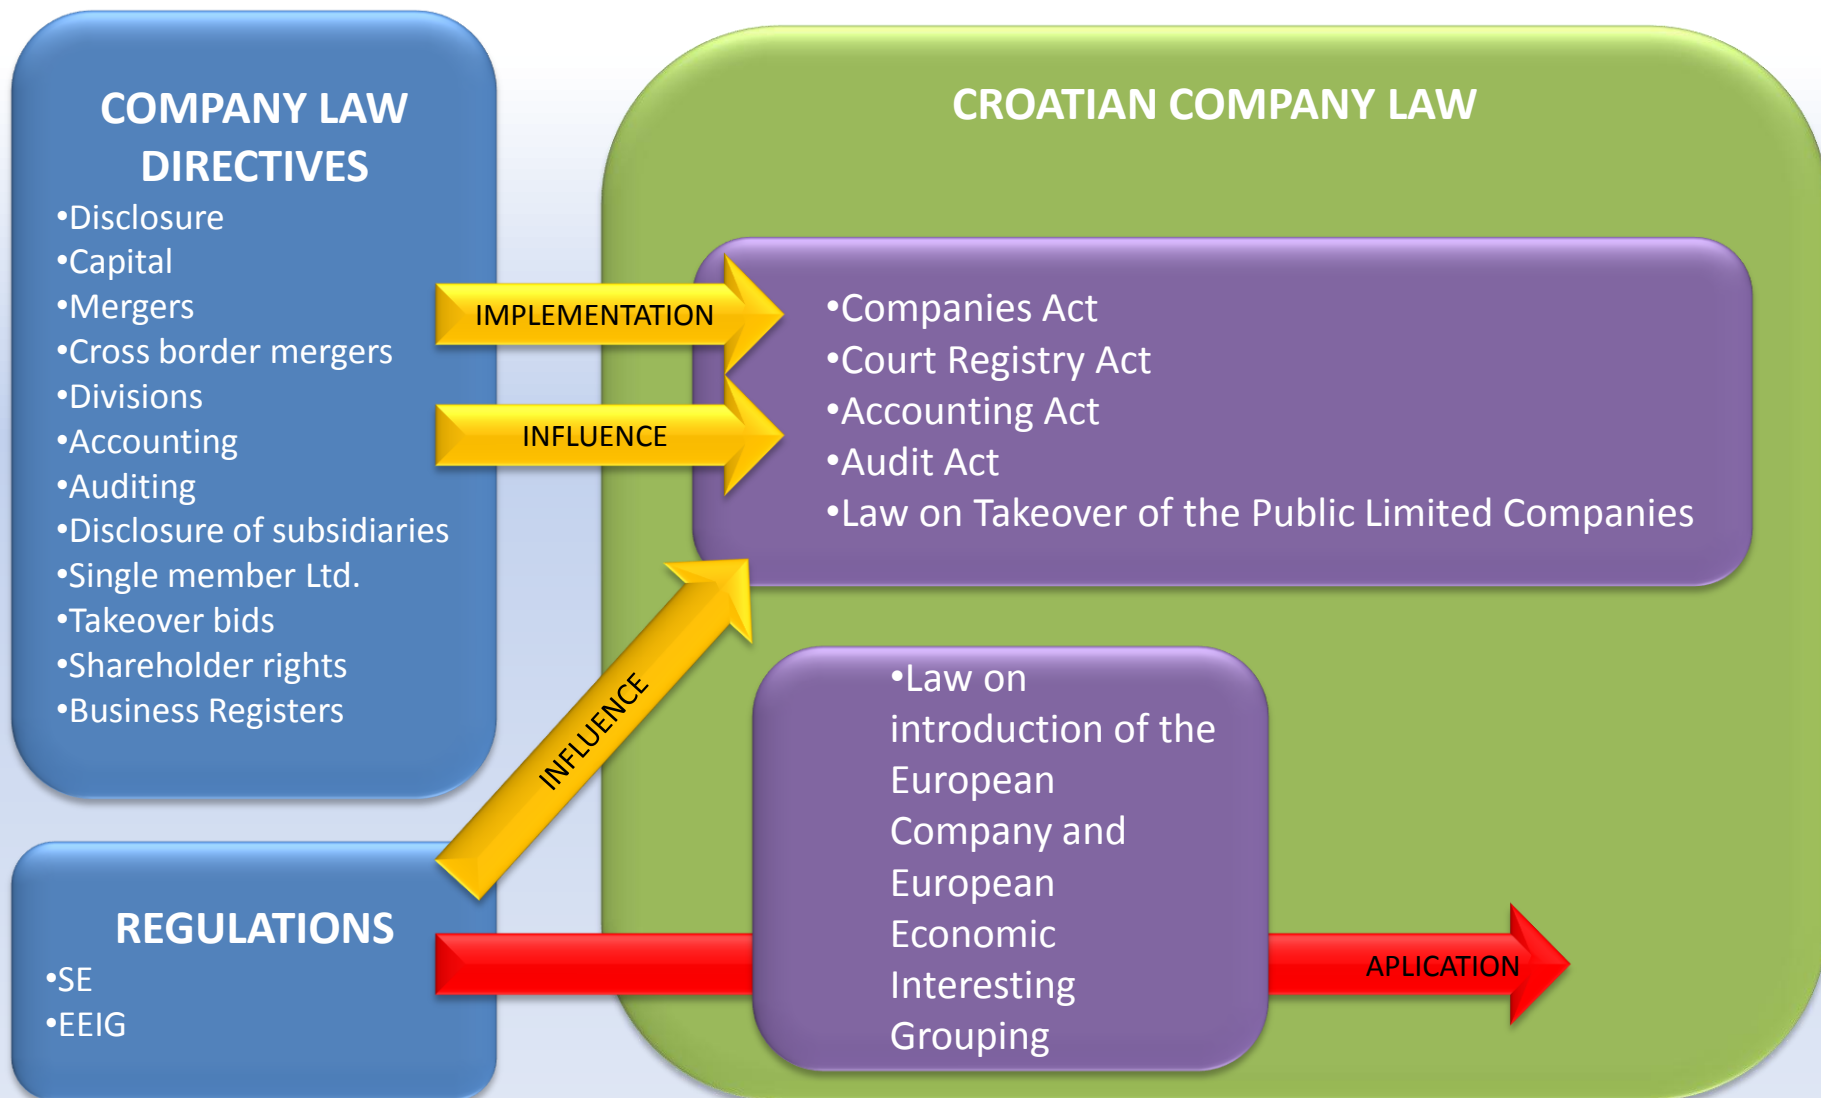 COMPANY LAW
DIRECTIVES
•Disclosure
•Capital
•Mergers
•Cross border mergers
•Divisions
•Accounting
•Auditing
•Disclosure of subsidiaries
•Single member Ltd.
•Takeover bids
•Shareholder rights
•Business Registers
REGULATIONS
•SE
•EEIG
IMPLEMENTATION
INFLUENCE
INFLUENCE
CROATIAN COMPANY LAW
•Companies Act
•Court Registry Act
•Accounting Act
•Audit Act
•Law on Takeover of the Public Limited Companies
•Law on
introduction of the
European
Company and
European
Economic
Interesting
Grouping
APLICATION